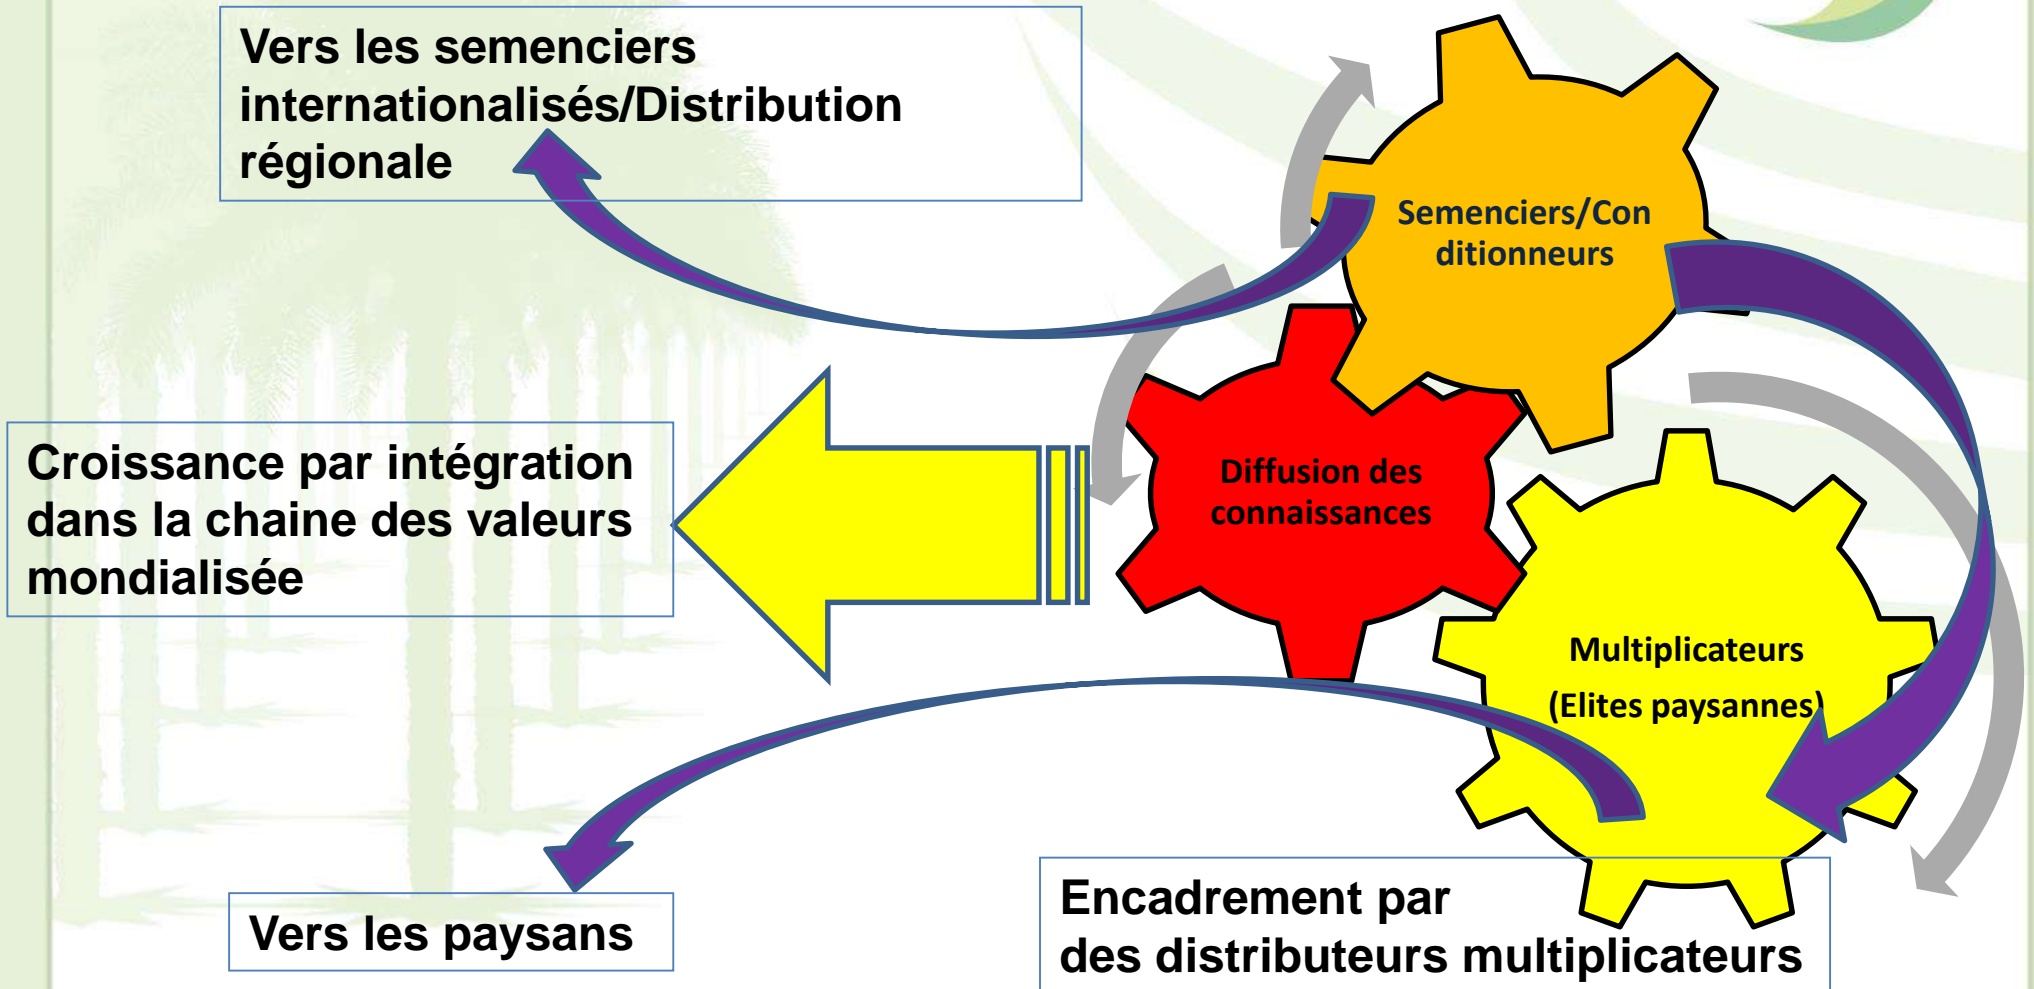 Vers les semenciers
internationalisés/Distribution
régionale
Semenciers/Con
ditionneurs
Croissance par intégration
dans la chaine des valeurs
mondialisée
Diffusion des
connaissances
Multiplicateurs
(Elites paysannes)
Vers les paysans
Encadrement par
des distributeurs multiplicateurs